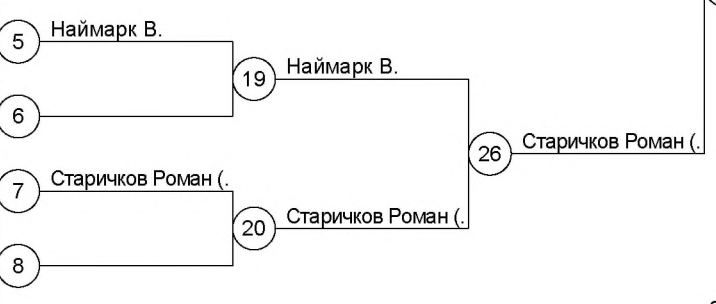 5 Наймарк В.
19 Наймарк В.
6
26 Старичков Роман (.
7 Старичков Роман (.
20 Старичков Роман (.
8